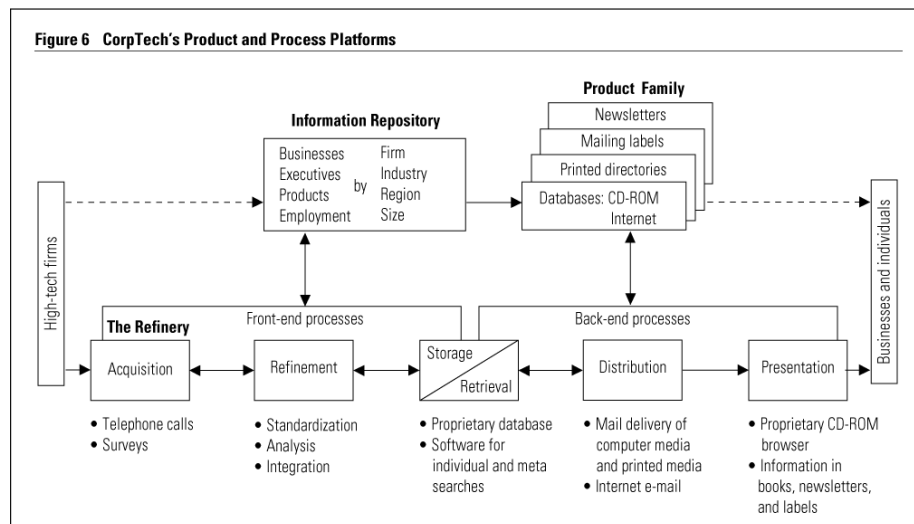 Figure 6 CorpTech's Product and Process Platforms
Product Family
Newsletters
Mailing labels
Printed directories
Databases: CD-ROM
Internet
Information Repository
Businesses
Executives
Products
Employment
by
Firm
Industry
Region
Size
High-tech firms
Businesses and individuals
The Refinery
Front-end processes
Back-end processes
Acquisition
Refinement
Storage
Retrieval
Distribution
Presentation
• Telephone calls
• Surveys
• Standardization
• Analysis
• Integration
• Proprietary database
• Software for
individual and meta
searches
• Mail delivery of
computer media
and printed media
• Internet e-mail
• Proprietary CD-ROM
browser
• Information in
books, newsletters,
and labels